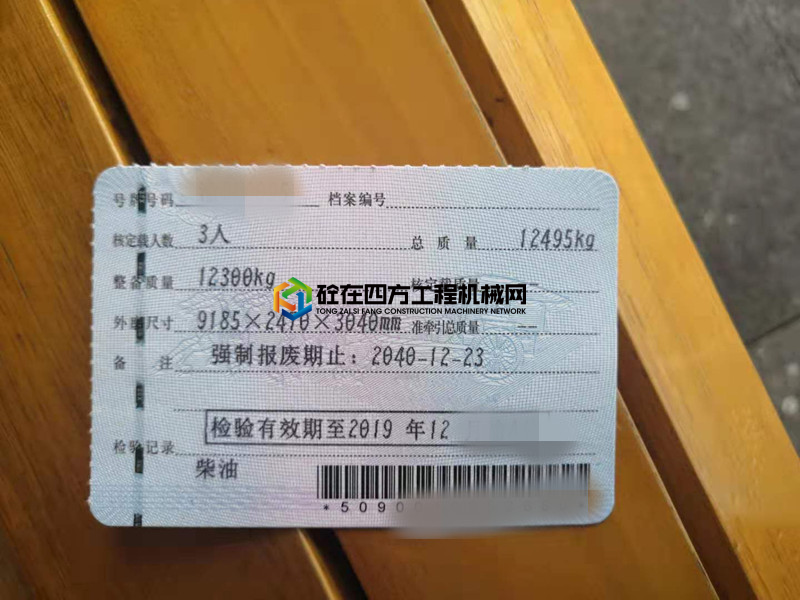 号牌号码 档案编号
核定载人数 3人 总质量 12495kg
整备质量 12300kg 核定载质量 --
砼在四方工程机械网
TONG ZAI SI FANG CONSTRUCTION MACHINERY NETWORK
外廓尺寸 9185×2470×3040mm 准牵引总质量 --
备注 强制报废期止：2040-12-23
检验有效期至2019 年12
检验记录
柴油
*5090